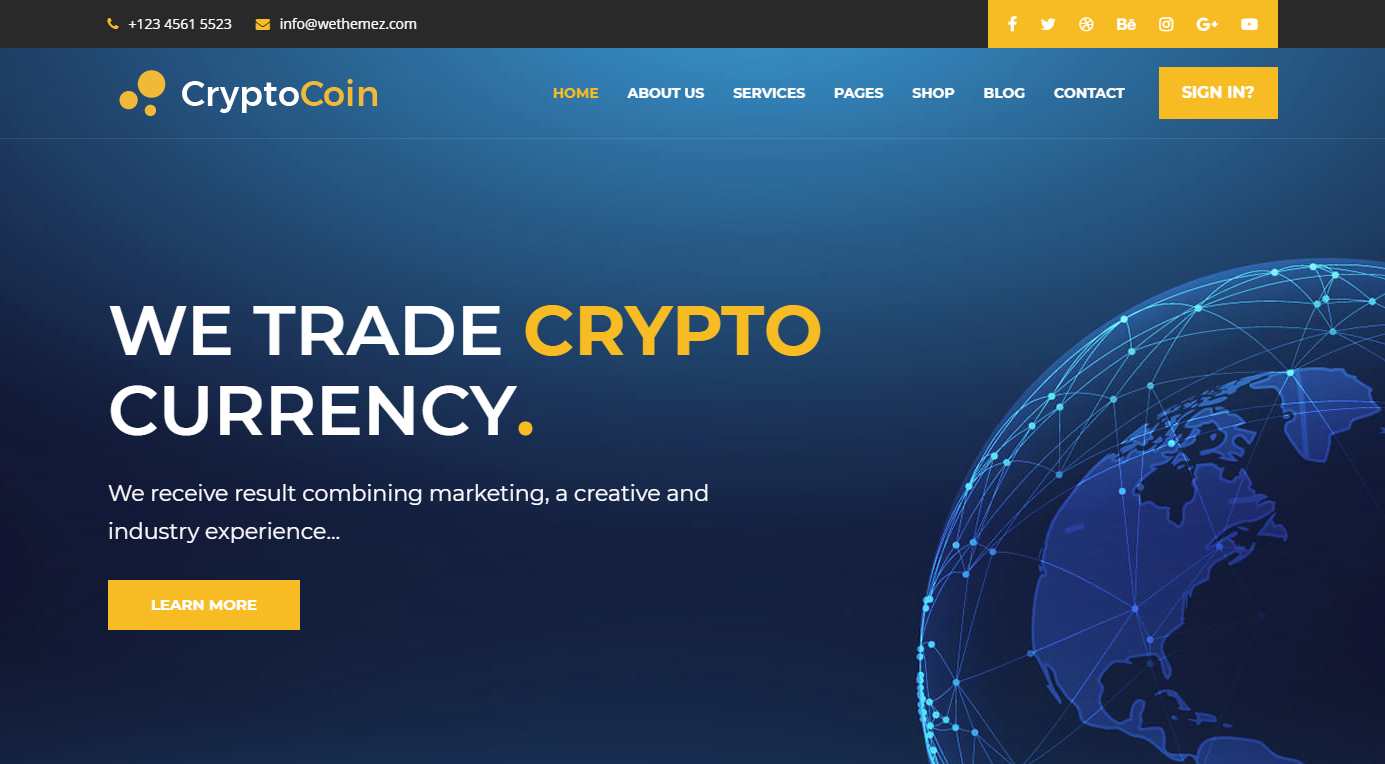 +123 4561 5523 info@wethemez.com
CryptoCoin HOME ABOUT US SERVICES PAGES SHOP BLOG CONTACT SIGN IN?
WE TRADE CRYPTO
CURRENCY.
We receive result combining marketing, a creative and
industry experience...
LEARN MORE